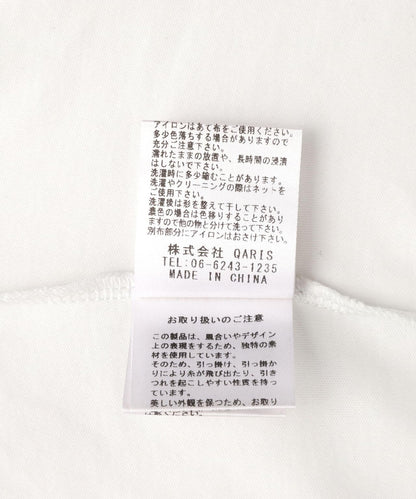 アイロンはあて布をご使用ください。
多少色落ちする場合がありますので
充分ご注意下さい。
濡れたままの放置や、長時間の浸漬
はしないで下さい。
洗濯時に多少縮むことがあります。
洗濯やクリーニングの際はネットを
ご使用下さい。
洗濯後は形を整えて干して下さい。
濃色の場合は色移りすることがあり
ますので他の物と分けて洗って下さい。
別布部分にアイロンはおさけ下さい。
株式会社 QARIS
TEL:06-6243-1235
MADE IN CHINA
お取り扱いのご注意
この製品は、風合いやデザイン
上の表現をするため、独特の素
材を使用しています。
そのため、引っ掛け、引っ掛か
りにより糸が飛び出たり、引き
つれを起こしやすい性質を持っ
ています。
美しい外観を保つため、お取り